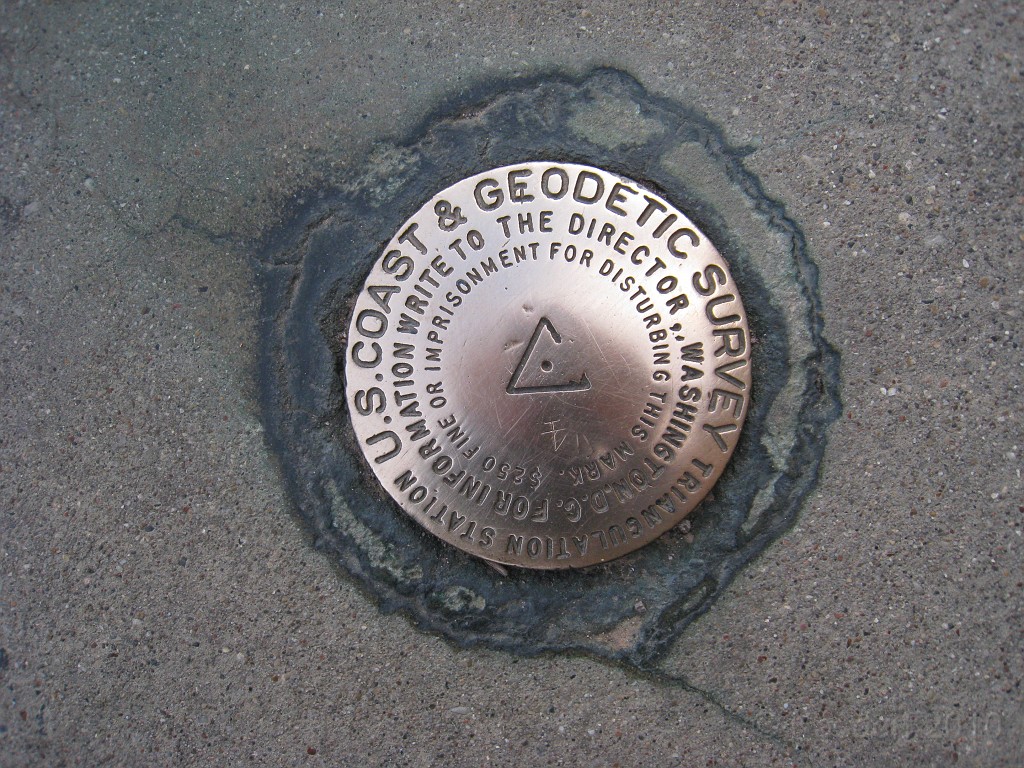 U.S. COAST & GEODETIC SURVEY TRIANGULATION STATION
FOR INFORMATION WRITE TO THE DIRECTOR, WASHINGTON, D.C.
$250 FINE OR IMPRISONMENT FOR DISTURBING THIS MARK.